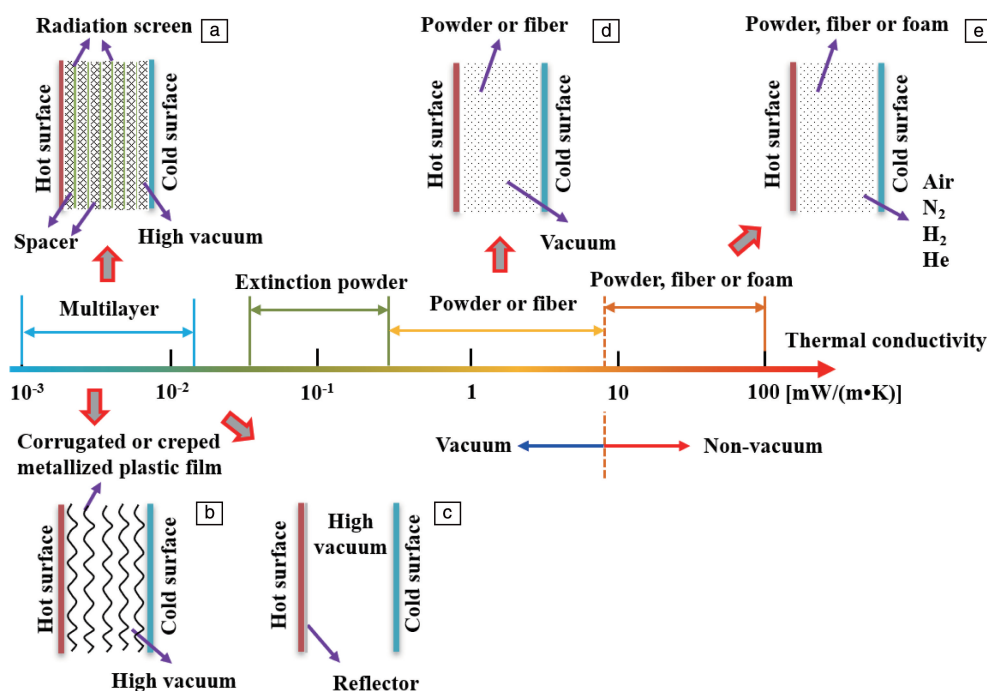 Radiation screen
a
Hot surface
Cold surface
Spacer
High vacuum
Powder or fiber
d
Hot surface
Cold surface
Vacuum
Powder, fiber or foam
e
Hot surface
Cold surface
Air
N₂
H₂
He
Multilayer
Extinction powder
Powder or fiber
Powder, fiber or foam
Thermal conductivity
10⁻³
10⁻²
10⁻¹
1
10
100
[mW/(m•K)]
Vacuum
Non-vacuum
Corrugated or creped
metallized plastic film
b
Hot surface
Cold surface
High vacuum
c
Hot surface
High
vacuum
Cold surface
Reflector